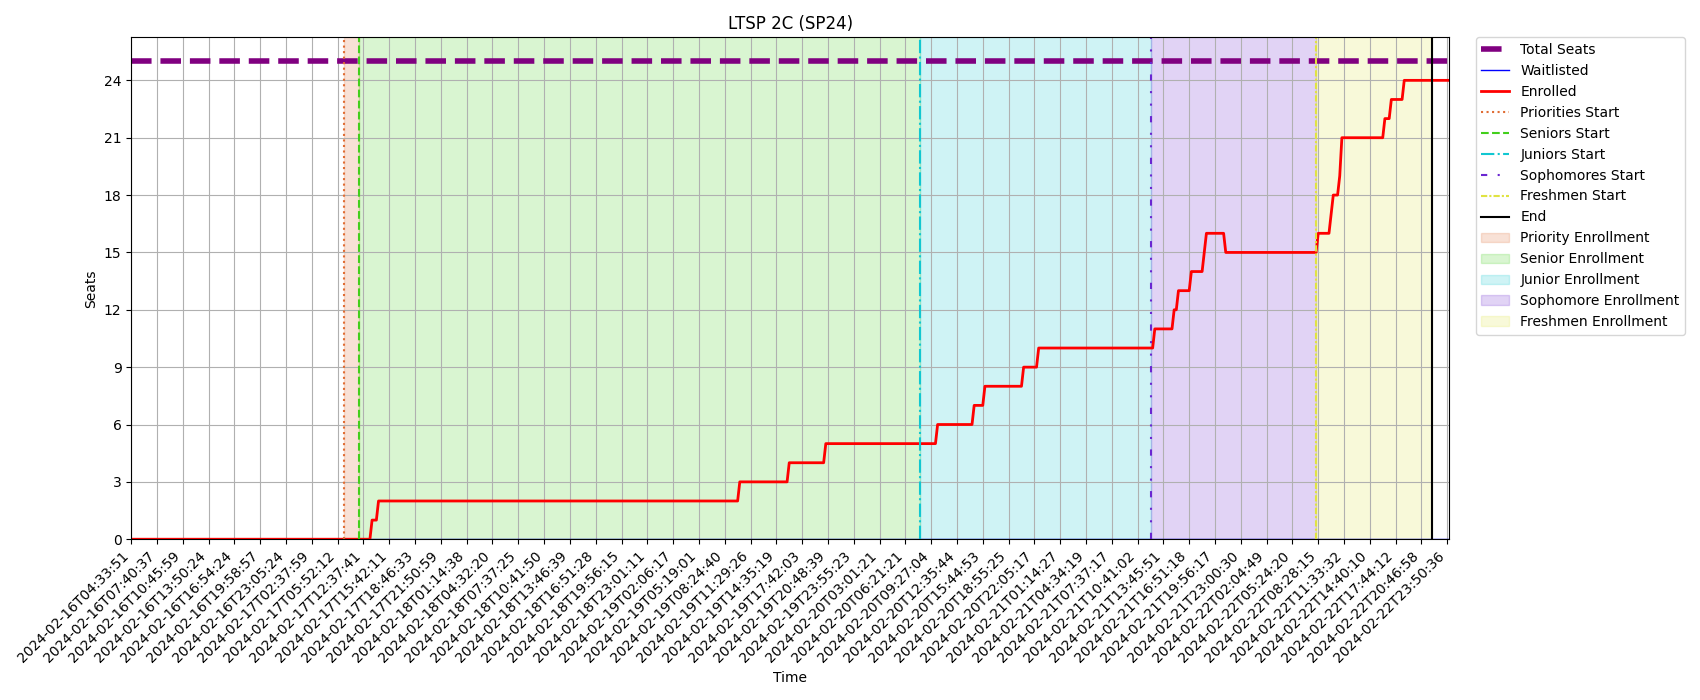 LTSP 2C (SP24)
Seats
24
21
18
15
12
9
6
3
0
2024-02-16T04:33:51
2024-02-16T07:40:37
2024-02-16T10:45:59
2024-02-16T13:50:24
2024-02-16T16:54:24
2024-02-16T19:58:57
2024-02-16T23:05:24
2024-02-17T02:37:59
2024-02-17T05:52:12
2024-02-17T12:37:41
2024-02-17T15:42:11
2024-02-17T18:46:33
2024-02-17T21:50:59
2024-02-18T01:14:38
2024-02-18T04:32:20
2024-02-18T07:37:25
2024-02-18T10:41:50
2024-02-18T13:46:39
2024-02-18T16:51:28
2024-02-18T19:56:15
2024-02-18T23:01:11
2024-02-19T02:06:17
2024-02-19T05:19:01
2024-02-19T08:24:40
2024-02-19T11:29:26
2024-02-19T14:35:19
2024-02-19T17:42:03
2024-02-19T20:48:39
2024-02-19T23:55:23
2024-02-20T03:01:21
2024-02-20T06:21:21
2024-02-20T09:27:04
2024-02-20T12:35:44
2024-02-20T15:44:53
2024-02-20T18:55:25
2024-02-20T22:05:17
2024-02-21T01:14:27
2024-02-21T04:34:19
2024-02-21T07:37:17
2024-02-21T10:41:02
2024-02-21T13:45:51
2024-02-21T16:51:18
2024-02-21T19:56:17
2024-02-21T23:00:30
2024-02-22T02:04:49
2024-02-22T05:24:20
2024-02-22T08:28:15
2024-02-22T11:33:32
2024-02-22T14:40:10
2024-02-22T17:44:12
2024-02-22T20:46:58
2024-02-22T23:50:36
Time
Total Seats
Waitlisted
Enrolled
Priorities Start
Seniors Start
Juniors Start
Sophomores Start
Freshmen Start
End
Priority Enrollment
Senior Enrollment
Junior Enrollment
Sophomore Enrollment
Freshmen Enrollment